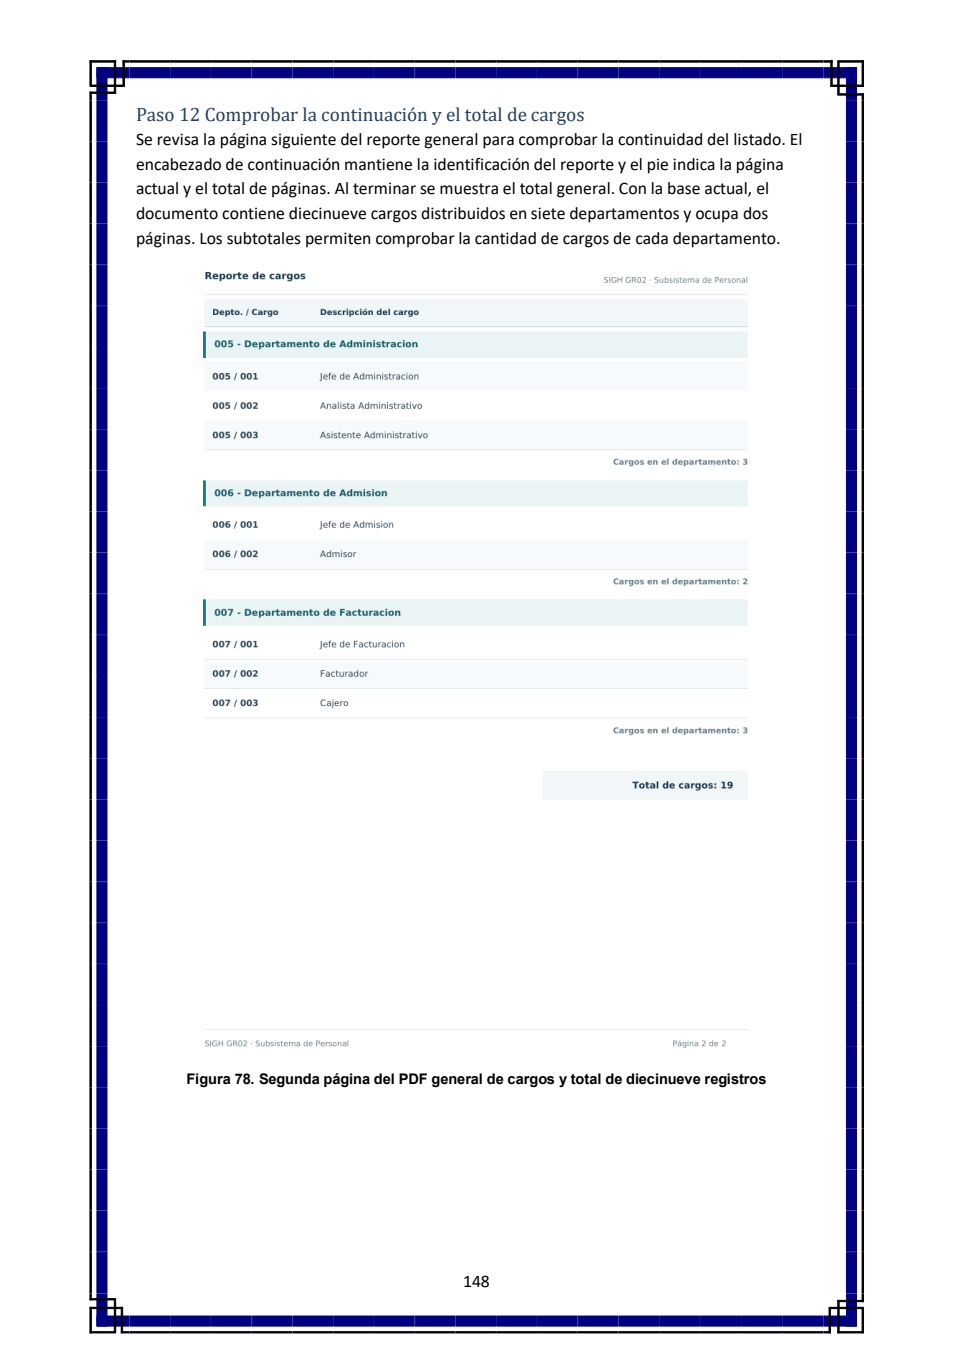 Paso 12 Comprobar la continuación y el total de cargos
Se revisa la página siguiente del reporte general para comprobar la continuidad del listado. El
encabezado de continuación mantiene la identificación del reporte y el pie indica la página
actual y el total de páginas. Al terminar se muestra el total general. Con la base actual, el
documento contiene diecinueve cargos distribuidos en siete departamentos y ocupa dos
páginas. Los subtotales permiten comprobar la cantidad de cargos de cada departamento.
Reporte de cargos SIGH GR02 · Subsistema de Personal
Depto. / Cargo Descripción del cargo
005 - Departamento de Administracion
005 / 001 Jefe de Administracion
005 / 002 Analista Administrativo
005 / 003 Asistente Administrativo
Cargos en el departamento: 3
006 - Departamento de Admision
006 / 001 Jefe de Admision
006 / 002 Admisor
Cargos en el departamento: 2
007 - Departamento de Facturacion
007 / 001 Jefe de Facturacion
007 / 002 Facturador
007 / 003 Cajero
Cargos en el departamento: 3
Total de cargos: 19
SIGH GR02 · Subsistema de Personal Página 2 de 2
Figura 78. Segunda página del PDF general de cargos y total de diecinueve registros
148